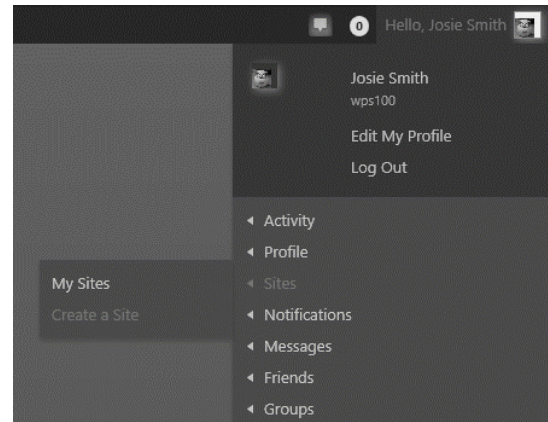 0 Hello, Josie Smith
Josie Smith
wps100
Edit My Profile
Log Out
Activity
Profile
Sites
My Sites
Create a Site
Notifications
Messages
Friends
Groups